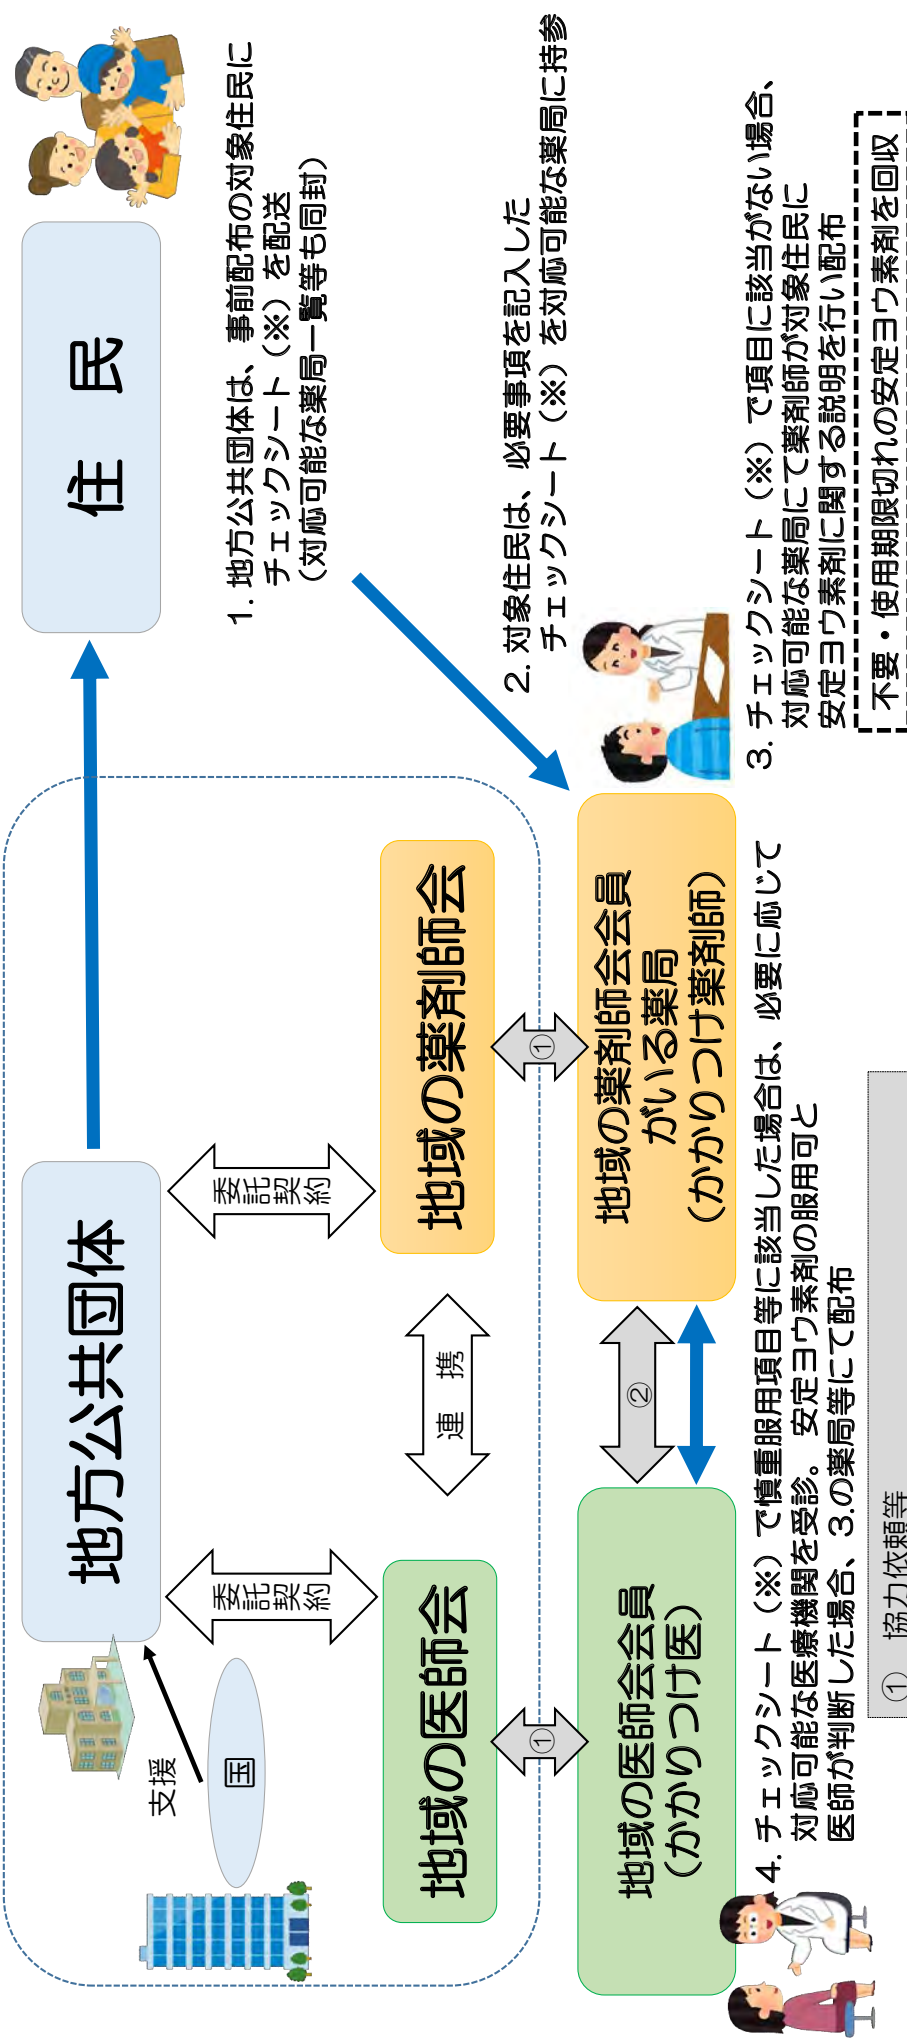 地方公共団体
住　民
支援
国
委託契約
委託契約
地域の医師会
連　携
地域の薬剤師会
①
①
地域の医師会会員
（かかりつけ医）
②
地域の薬剤師会会員
がいる薬局
（かかりつけ薬剤師）
1. 地方公共団体は、事前配布の対象住民に
チェックシート（※）を配送
（対応可能な薬局一覧等も同封）
2. 対象住民は、必要事項を記入した
チェックシート（※）を対応可能な薬局に持参
3. チェックシート（※）で項目に該当がない場合、
対応可能な薬局にて薬剤師が対象住民に
安定ヨウ素剤に関する説明を行い配布
不要・使用期限切れの安定ヨウ素剤を回収
4. チェックシート（※）で慎重服用項目等に該当した場合は、必要に応じて
対応可能な医療機関を受診。安定ヨウ素剤の服用可と
医師が判断した場合、3.の薬局等にて配布
①　協力依頼等